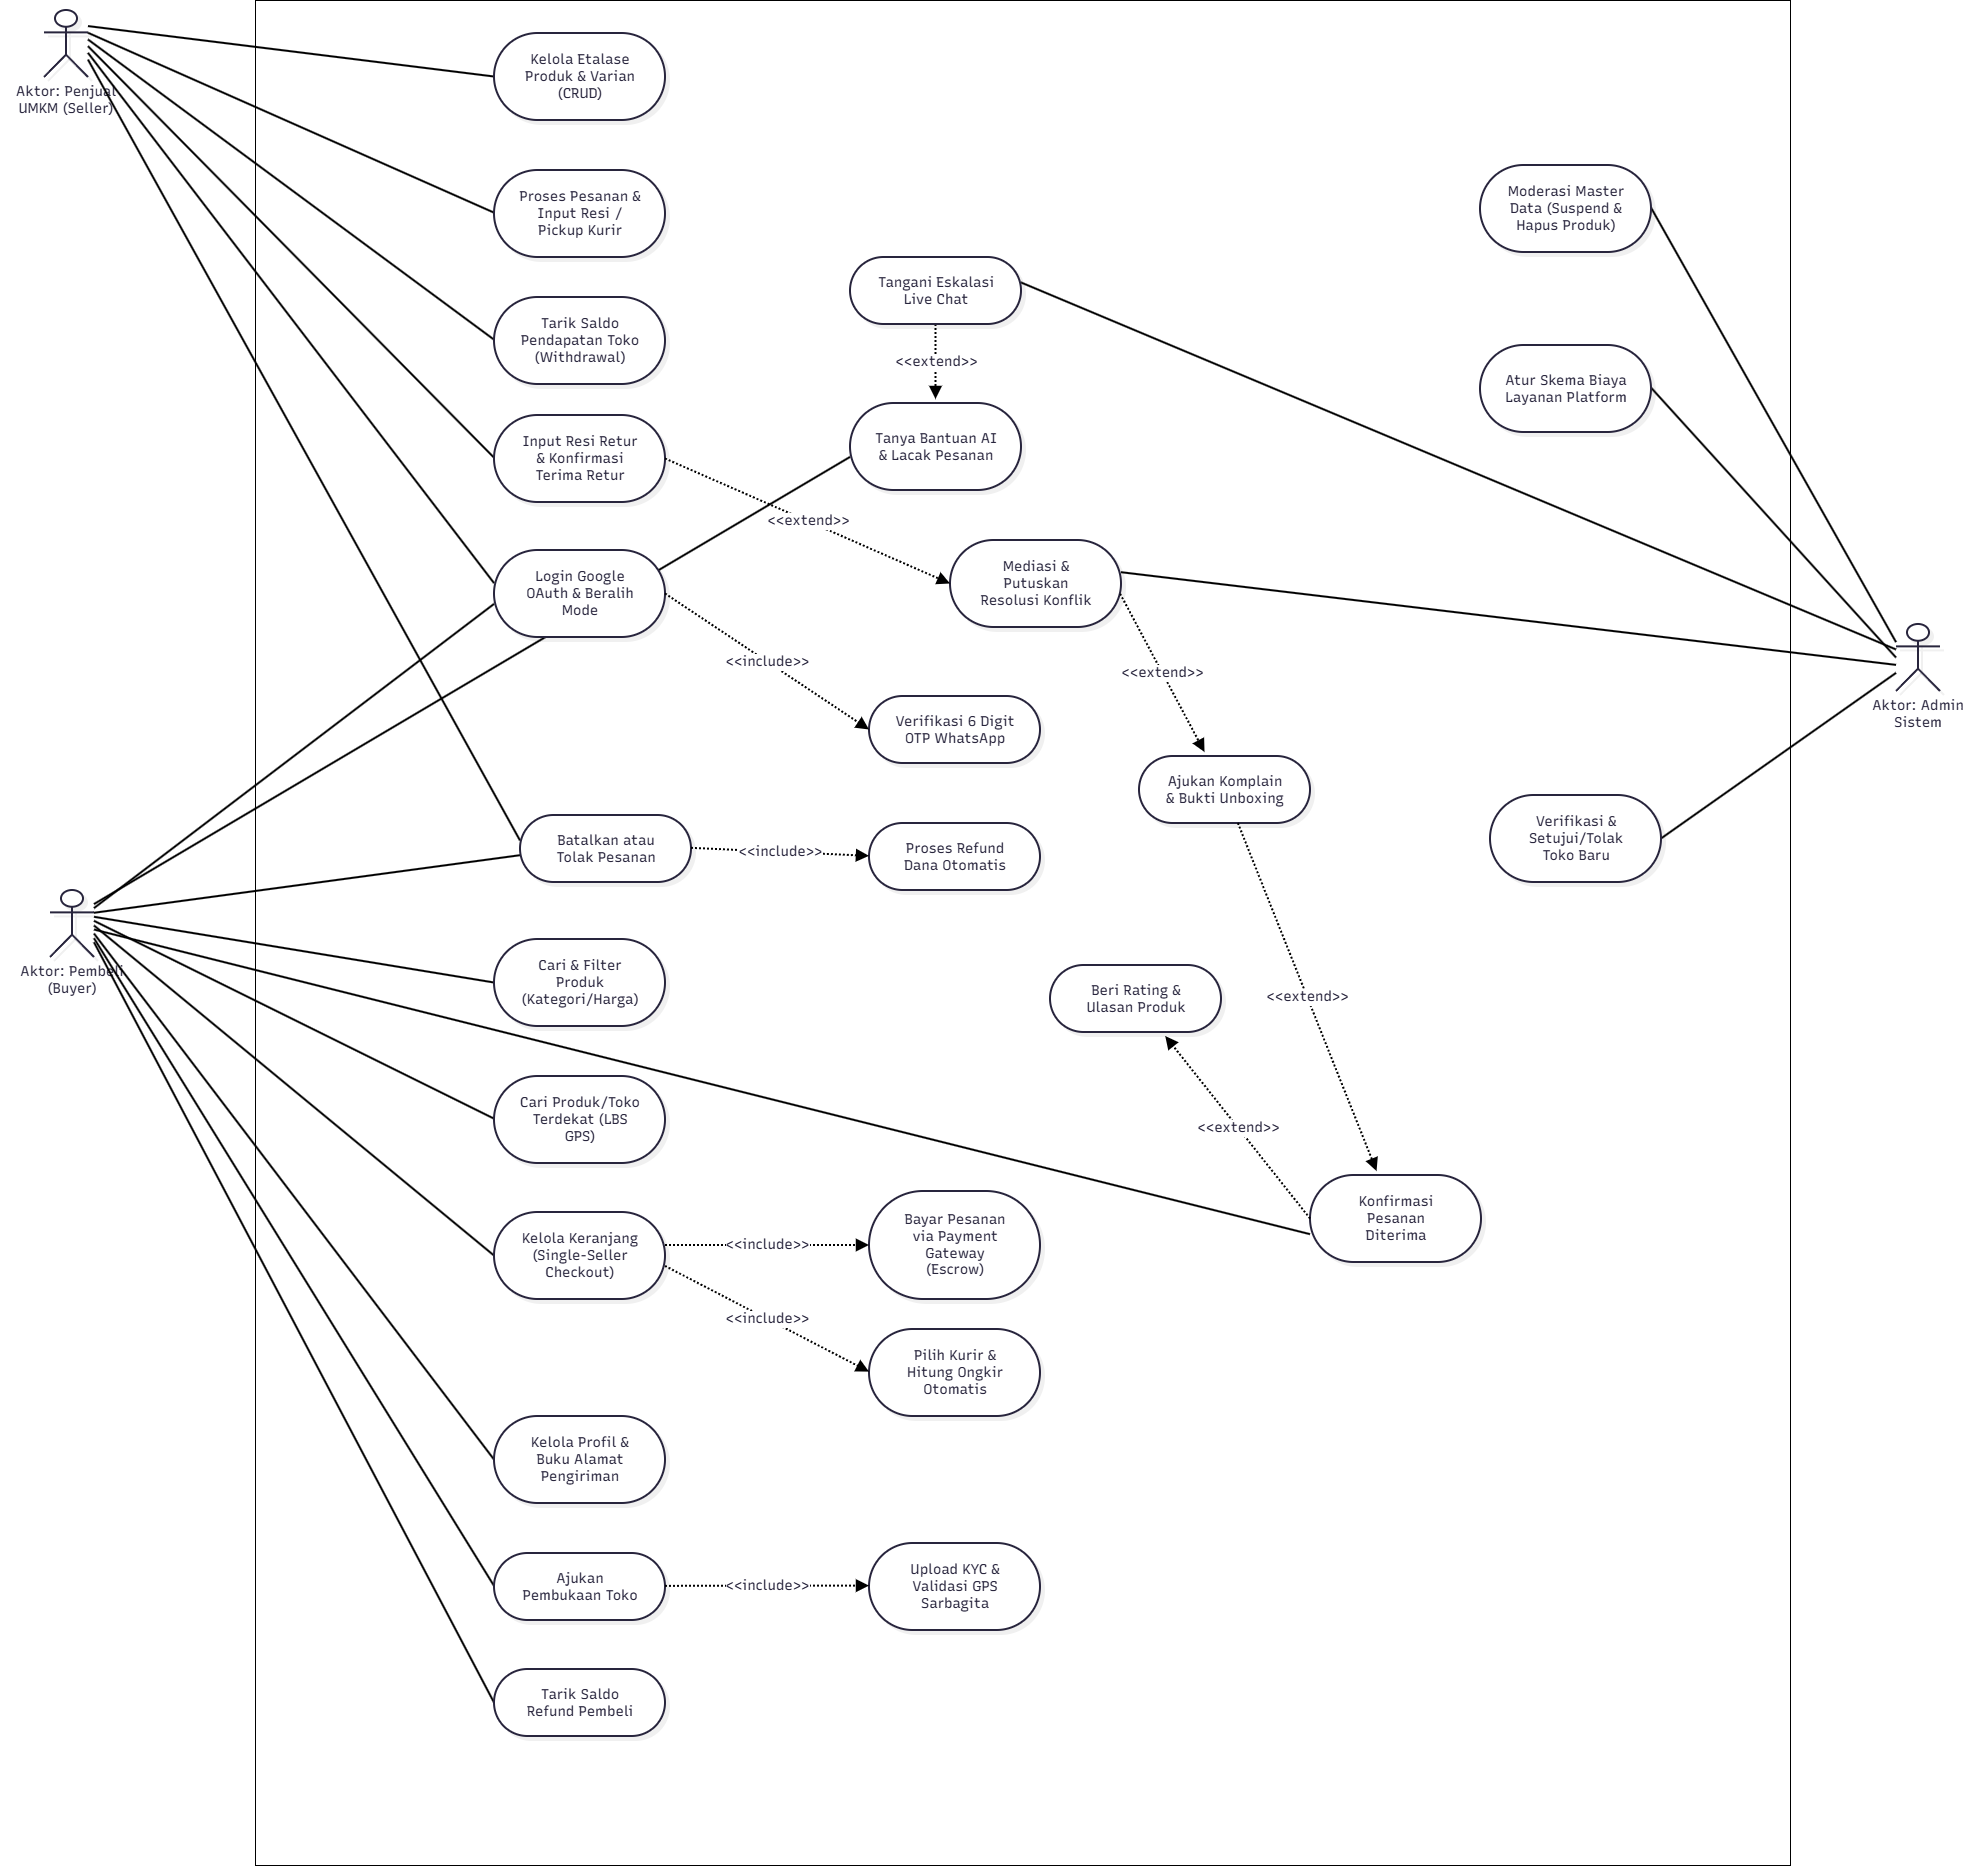 Aktor: Penjual
UMKM (Seller)
Kelola Etalase
Produk & Varian
(CRUD)
Proses Pesanan &
Input Resi /
Pickup Kurir
Moderasi Master
Data (Suspend &
Hapus Produk)
Tangani Eskalasi
Live Chat
Tarik Saldo
Pendapatan Toko
(Withdrawal)
<<extend>>
Atur Skema Biaya
Layanan Platform
Input Resi Retur
& Konfirmasi
Terima Retur
Tanya Bantuan AI
& Lacak Pesanan
<<extend>>
Login Google
OAuth & Beralih
Mode
Mediasi &
Putuskan
Resolusi Konflik
<<include>>
<<extend>>
Aktor: Admin
Sistem
Verifikasi 6 Digit
OTP WhatsApp
Ajukan Komplain
& Bukti Unboxing
Verifikasi &
Setujui/Tolak
Toko Baru
Batalkan atau
Tolak Pesanan
<<include>>
Proses Refund
Dana Otomatis
Aktor: Pembeli
(Buyer)
Cari & Filter
Produk
(Kategori/Harga)
Beri Rating &
Ulasan Produk
<<extend>>
Cari Produk/Toko
Terdekat (LBS
GPS)
<<extend>>
Konfirmasi
Pesanan
Diterima
Kelola Keranjang
(Single-Seller
Checkout)
<<include>>
Bayar Pesanan
via Payment
Gateway
(Escrow)
<<include>>
Pilih Kurir &
Hitung Ongkir
Otomatis
Kelola Profil &
Buku Alamat
Pengiriman
Ajukan
Pembukaan Toko
<<include>>
Upload KYC &
Validasi GPS
Sarbagita
Tarik Saldo
Refund Pembeli